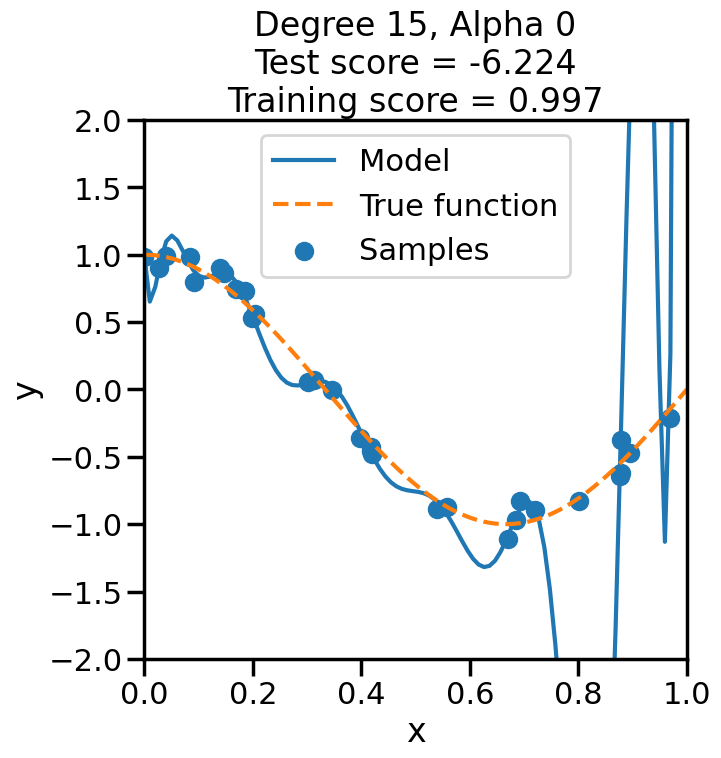 Degree 15, Alpha 0
Test score = -6.224
Training score = 0.997
2.0
1.5
1.0
0.5
0.0
−0.5
−1.0
−1.5
−2.0
y
Model
True function
Samples
0.0 0.2 0.4 0.6 0.8 1.0
x